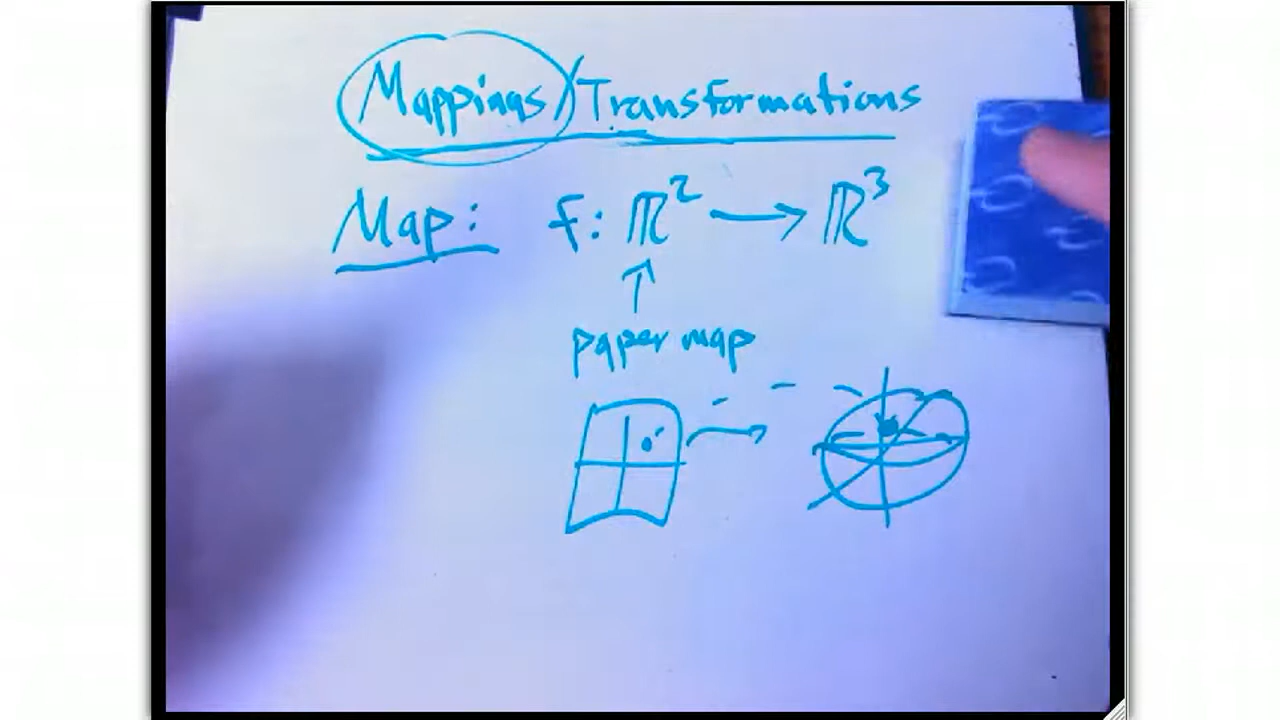 Mappings/Transformations
Map: f: ℝ² → ℝ³
↑
paper map